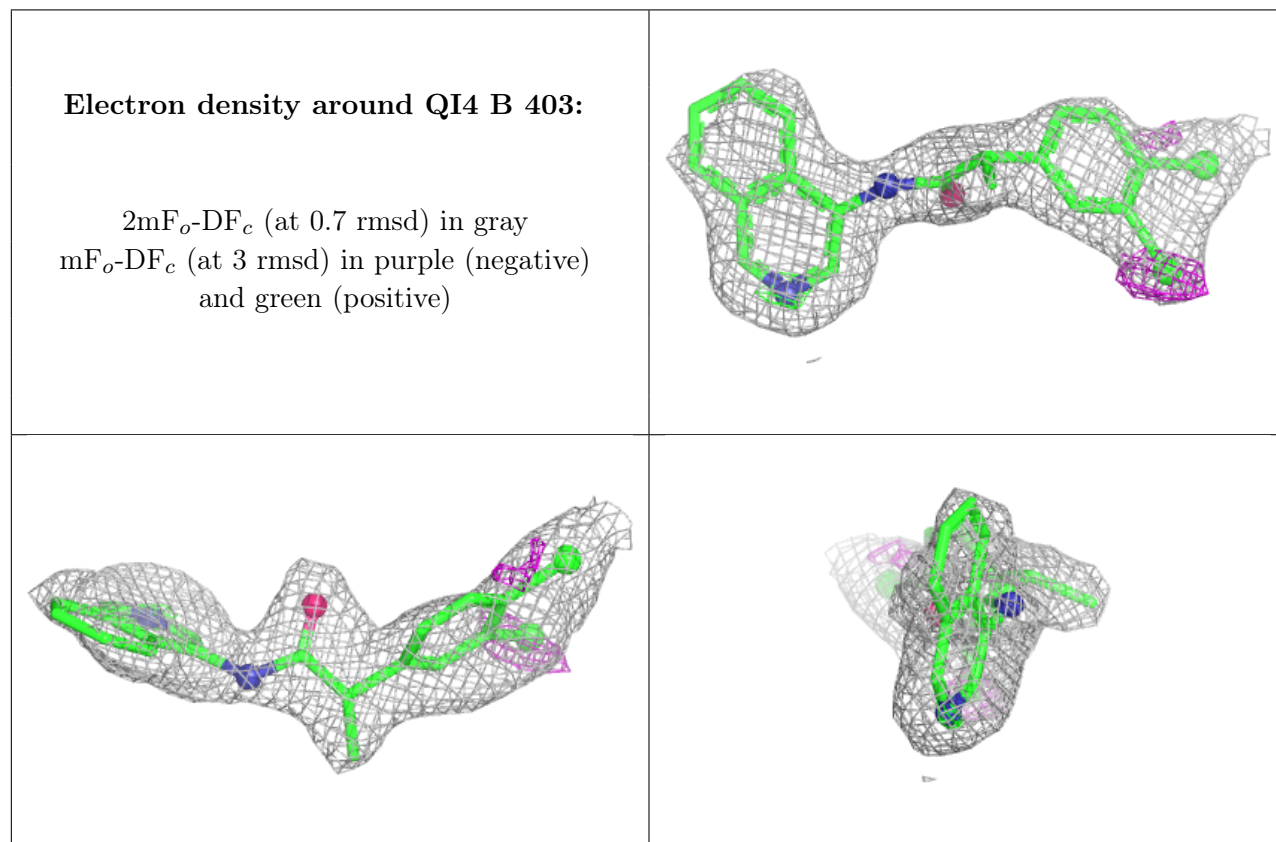 Electron density around QI4 B 403:
2mFo-DFc (at 0.7 rmsd) in gray
mFo-DFc (at 3 rmsd) in purple (negative)
and green (positive)